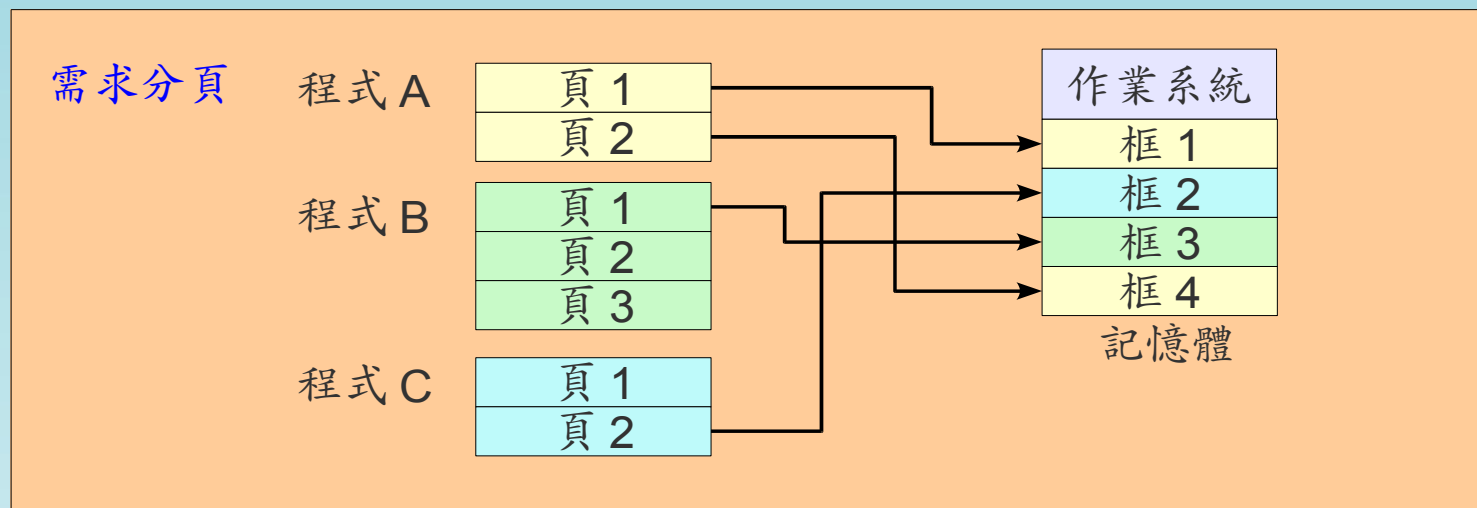 需求分頁
程式 A
頁 1
頁 2
程式 B
頁 1
頁 2
頁 3
程式 C
頁 1
頁 2
作業系統
框 1
框 2
框 3
框 4
記憶體